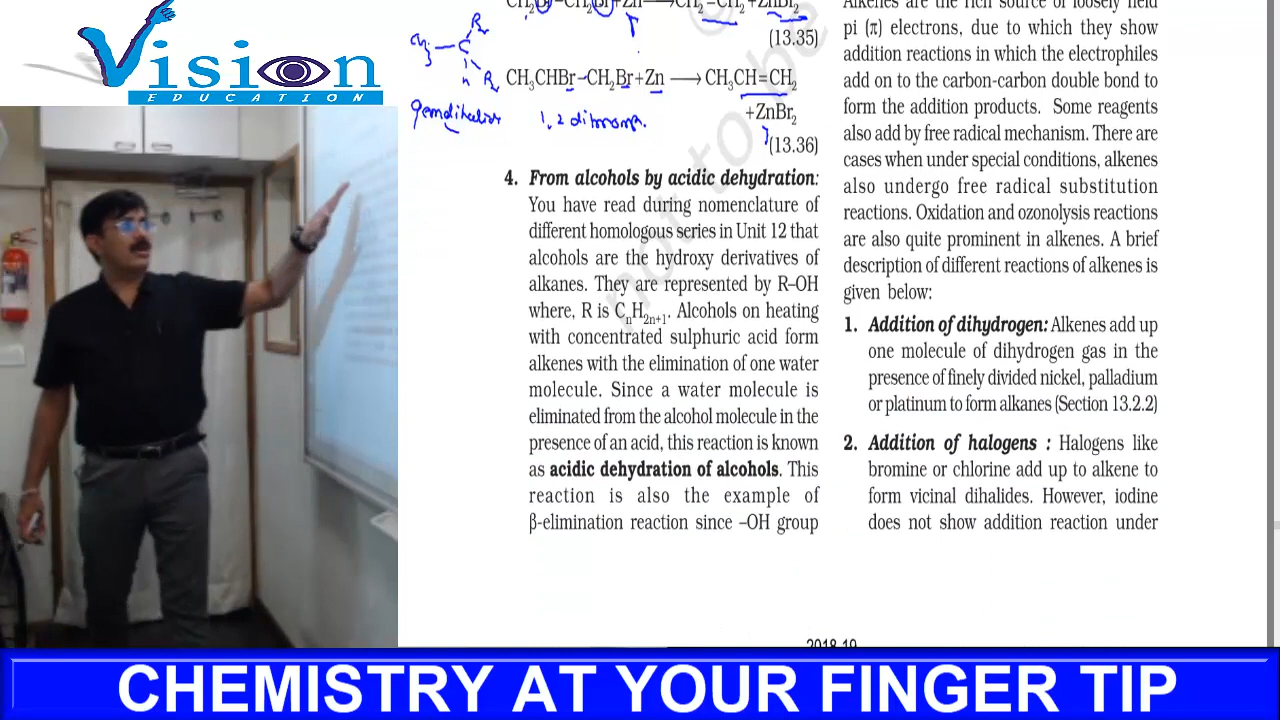 Vision
EDUCATION
CH₂Br–CH₂Br+Zn⟶CH₂=CH₂+ZnBr₂
(13.35)
CH₃CHBr–CH₂Br+Zn⟶CH₃CH=CH₂
+ZnBr₂
(13.36)
CH₃ – C
H
gemdihalide 1,2 dibromo.
4. From alcohols by acidic dehydration:
You have read during nomenclature of
different homologous series in Unit 12 that
alcohols are the hydroxy derivatives of
alkanes. They are represented by R–OH
where, R is CₙH₂ₙ₊₁. Alcohols on heating
with concentrated sulphuric acid form
alkenes with the elimination of one water
molecule. Since a water molecule is
eliminated from the alcohol molecule in the
presence of an acid, this reaction is known
as acidic dehydration of alcohols. This
reaction is also the example of
β-elimination reaction since –OH group
Alkenes are the rich source of loosely held
pi (π) electrons, due to which they show
addition reactions in which the electrophiles
add on to the carbon-carbon double bond to
form the addition products. Some reagents
also add by free radical mechanism. There are
cases when under special conditions, alkenes
also undergo free radical substitution
reactions. Oxidation and ozonolysis reactions
are also quite prominent in alkenes. A brief
description of different reactions of alkenes is
given below:
1. Addition of dihydrogen: Alkenes add up
one molecule of dihydrogen gas in the
presence of finely divided nickel, palladium
or platinum to form alkanes (Section 13.2.2)
2. Addition of halogens : Halogens like
bromine or chlorine add up to alkene to
form vicinal dihalides. However, iodine
does not show addition reaction under
not to be
2018-19
CHEMISTRY AT YOUR FINGER TIP